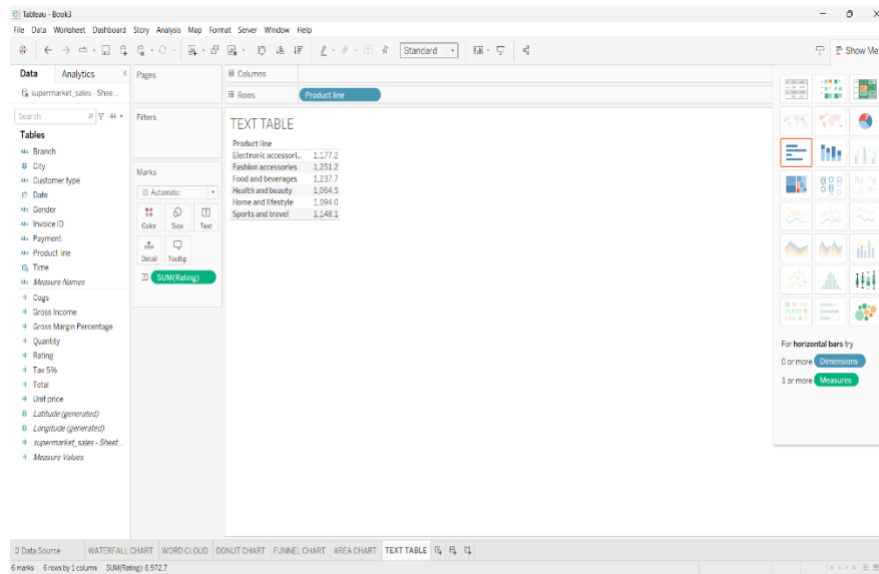 Tableau - Book3
File Data Worksheet Dashboard Story Analysis Map Format Server Window Help
Standard
Show Me
Data Analytics
supermarket_sales - Shee...
Search
Tables
Abc Branch
City
Abc Customer type
Date
Abc Gender
Abc Invoice ID
Abc Payment
Abc Product line
Time
Abc Measure Names
# Cogs
# Gross Income
# Gross Margin Percentage
# Quantity
# Rating
# Tax 5%
# Total
# Unit price
Latitude (generated)
Longitude (generated)
# supermarket_sales - Sheet...
# Measure Values
Pages
Filters
Marks
Automatic
Color Size Text
Detail Tooltip
SUM(Rating)
Columns
Rows Product line
TEXT TABLE
Product line
Electronic accessori.. 1,177.2
Fashion accessories 1,251.2
Food and beverages 1,237.7
Health and beauty 1,064.5
Home and lifestyle 1,094.0
Sports and travel 1,148.1
For horizontal bars try
0 or more Dimensions
1 or more Measures
Data Source WATERFALL CHART WORD CLOUD DONUT CHART FUNNEL CHART AREA CHART TEXT TABLE
6 marks 6 rows by 1 column SUM(Rating): 6,972.7